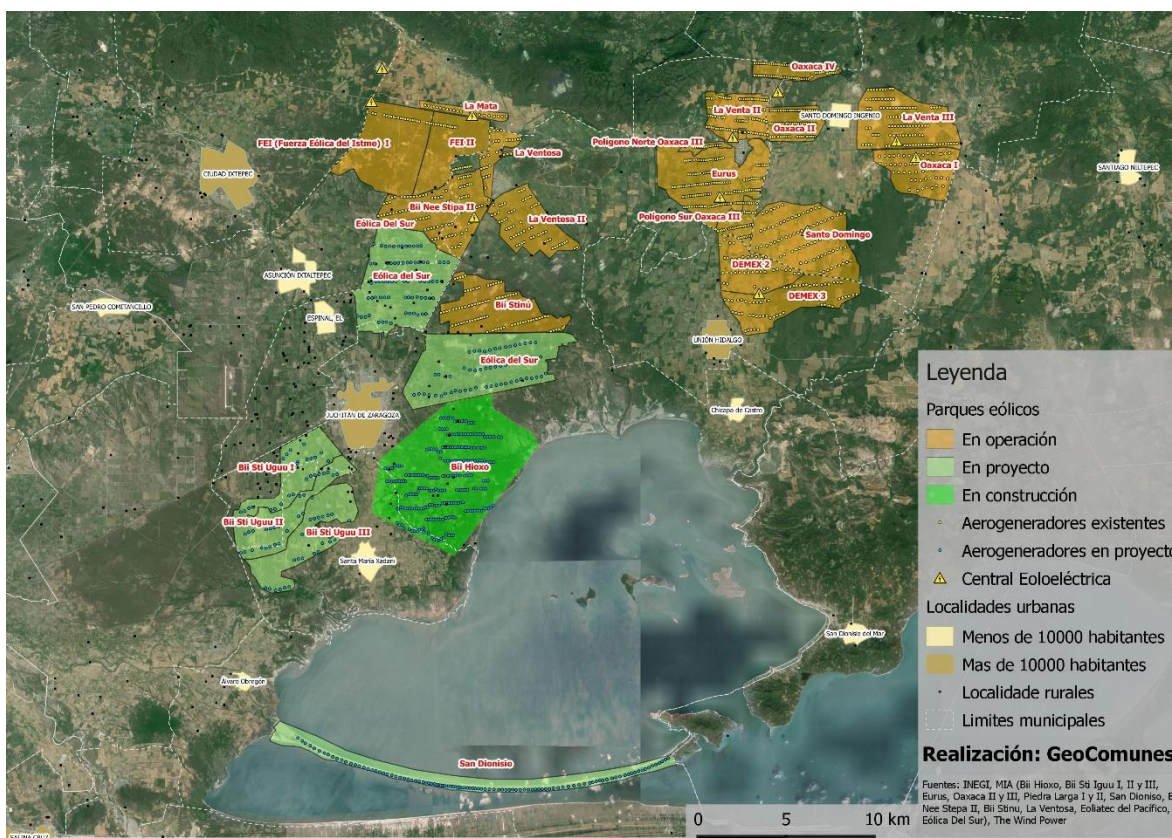 Oaxaca IV
La Mata
La Venta II
SANTO DOMINGO INGENIO
La Venta III
Oaxaca II
FEI (Fuerza Eólica del Istmo) I
FEI II
Polígono Norte Oaxaca III
La Ventosa
Oaxaca I
SANTIAGO NILTEPEC
CIUDAD IXTEPEC
Eurus
Bii Nee Stipa II
La Ventosa II
Polígono Sur Oaxaca III
Eólica Del Sur
Santo Domingo
ASUNCIÓN IXTALTEPEC
Eólica del Sur
DEMEX 2
DEMEX 3
SAN PEDRO COMITANCILLO
Bii Stinú
ESPINAL, EL
UNIÓN HIDALGO
Eólica del Sur
JUCHITÁN DE ZARAGOZA
Chicapa de Castro
Bii Sti Uguu I
Bii Hioxo
Bii Sti Uguu II
Bii Sti Uguu III
Santa María Xadani
San Dionisio del Mar
Álvaro Obregón
San Dionisio
SALINA CRUZ
0 5 10 km
Leyenda
Parques eólicos
En operación
En proyecto
En construcción
Aerogeneradores existentes
Aerogeneradores en proyecto
Central Eoloeléctrica
Localidades urbanas
Menos de 10000 habitantes
Mas de 10000 habitantes
Localidade rurales
Limites municipales
Realización: GeoComunes
Fuentes: INEGI, MIA (Bii Hioxo, Bii Sti Iguu I, II y III,
Eurus, Oaxaca II y III, Piedra Larga I y II, San Dioniso, B
Nee Stepa II, Bii Stinu, La Ventosa, Eoliatec del Pacífico,
Eólica Del Sur), The Wind Power